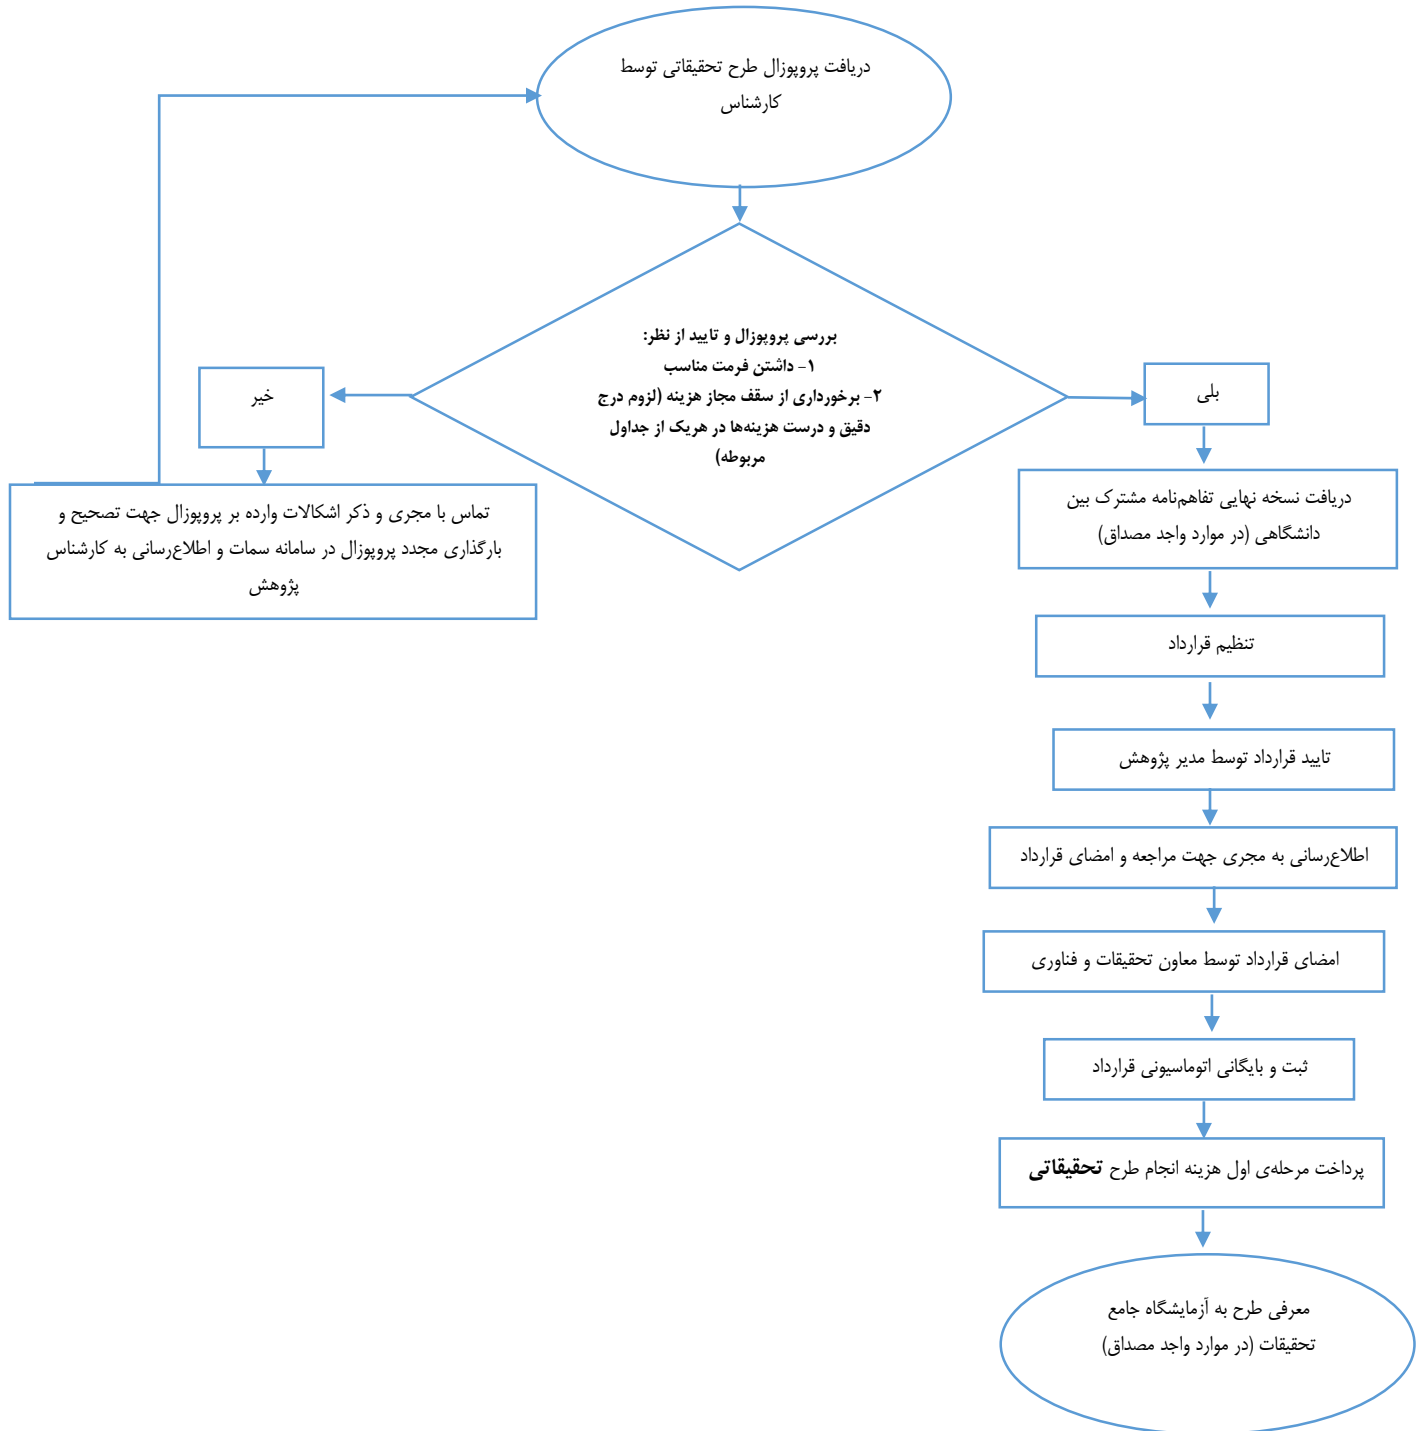 دریافت پروپوزال طرح تحقیقاتی توسط
کارشناس
بررسی پروپوزال و تایید از نظر:
۱- داشتن فرمت مناسب
۲- برخورداری از سقف مجاز هزینه (لزوم درج
دقیق و درست هزینه‌ها در هریک از جداول
مربوطه)
بلی
خیر
تماس با مجری و ذکر اشکالات وارده بر پروپوزال جهت تصحیح و
بارگذاری مجدد پروپوزال در سامانه سمات و اطلاع‌رسانی به کارشناس
پژوهش
دریافت نسخه نهایی تفاهم‌نامه مشترک بین
دانشگاهی (در موارد واجد مصداق)
تنظیم قرارداد
تایید قرارداد توسط مدیر پژوهش
اطلاع‌رسانی به مجری جهت مراجعه و امضای قرارداد
امضای قرارداد توسط معاون تحقیقات و فناوری
ثبت و بایگانی اتوماسیونی قرارداد
پرداخت مرحله‌ی اول هزینه انجام طرح تحقیقاتی
معرفی طرح به آزمایشگاه جامع
تحقیقات (در موارد واجد مصداق)